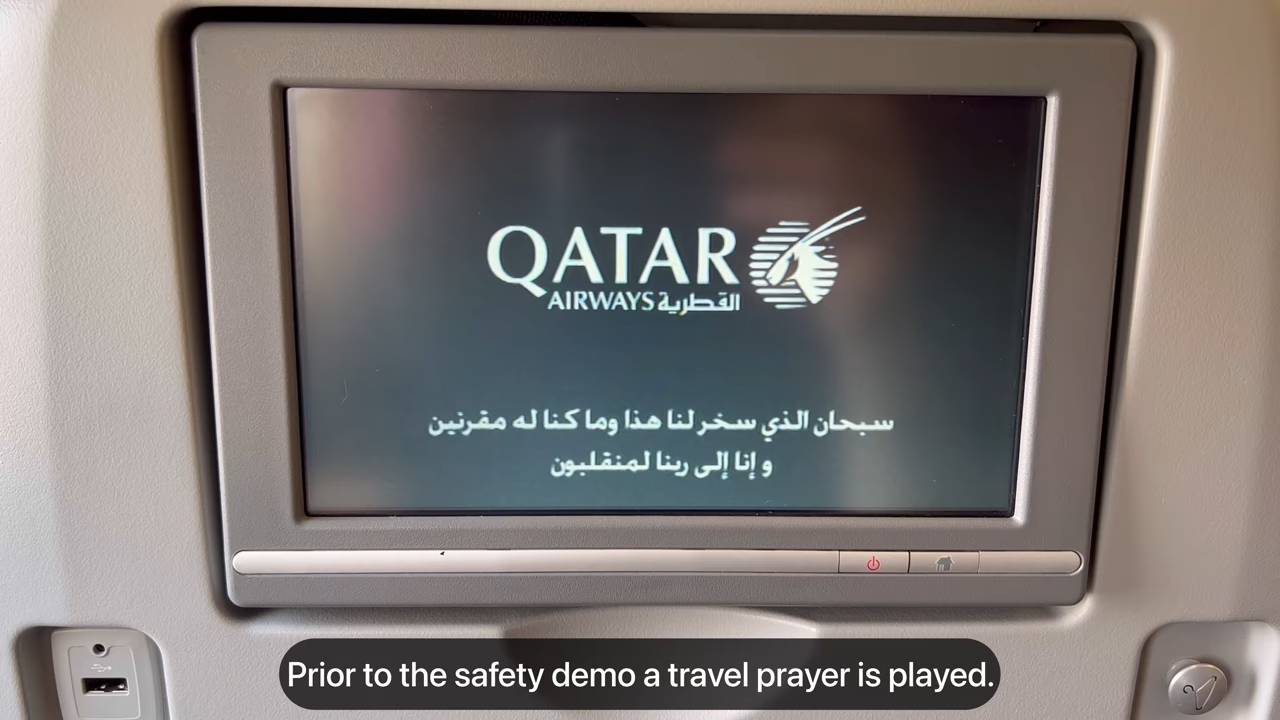 QATAR
AIRWAYS القطرية
سبحان الذي سخر لنا هذا وما كنا له مقرنين
و إنا إلى ربنا لمنقلبون
Prior to the safety demo a travel prayer is played.